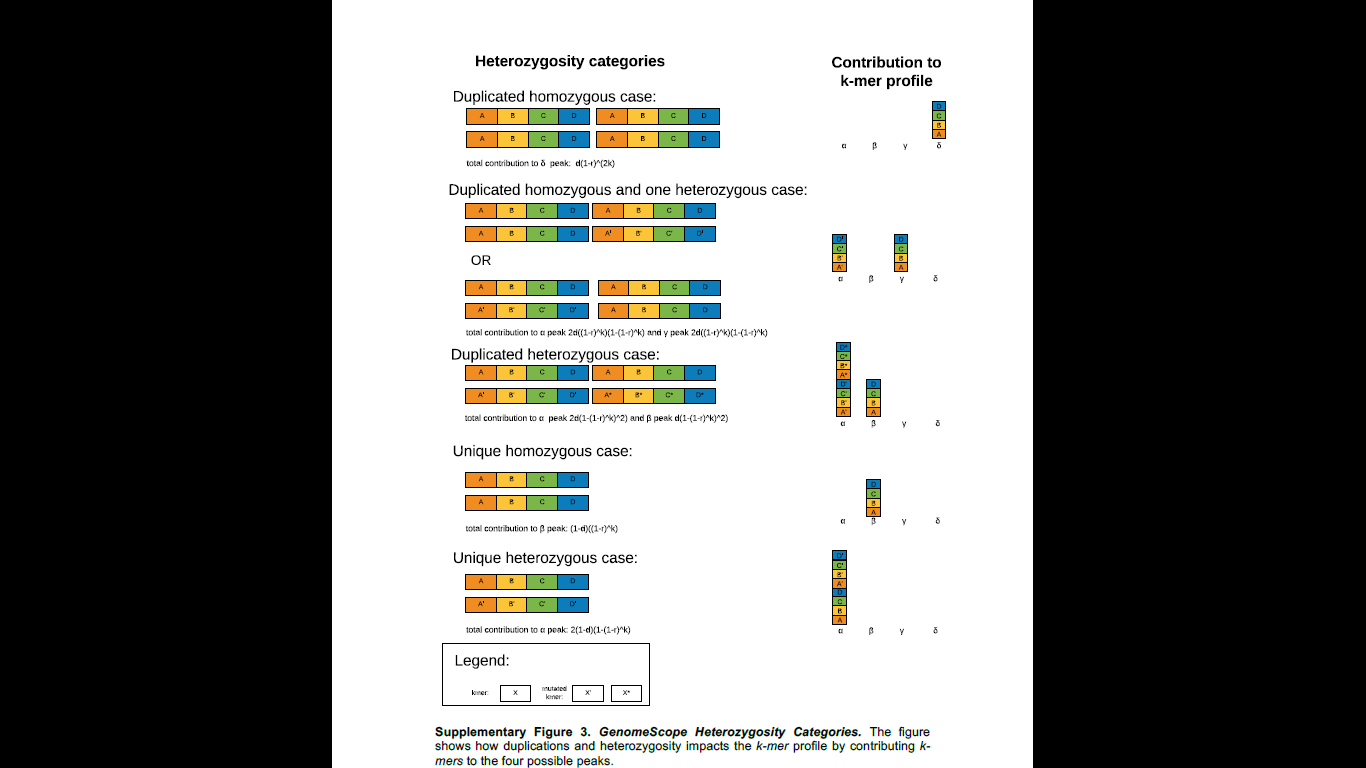 Heterozygosity categories
Contribution to
k-mer profile
Duplicated homozygous case:
A B C D A B C D
A B C D A B C D
D
C
B
A
α β γ δ
total contribution to δ peak: d(1-r)^(2k)
Duplicated homozygous and one heterozygous case:
A B C D A B C D
A B C D A' B' C' D'
OR
A B C D A B C D
A' B' C' D' A B C D
D' D
C' C
B' B
A' A
α β γ δ
total contribution to α peak 2d((1-r)^k)(1-(1-r)^k) and γ peak 2d((1-r)^k)(1-(1-r)^k)
Duplicated heterozygous case:
A B C D A B C D
A' B' C' D' A* B* C* D*
D*
C*
B*
A*
D' D
C' C
B' B
A' A
α β γ δ
total contribution to α peak 2d(1-(1-r)^k)^2) and β peak d(1-(1-r)^k)^2)
Unique homozygous case:
A B C D
A B C D
D
C
B
A
α β γ δ
total contribution to β peak: (1-d)((1-r)^k)
Unique heterozygous case:
A B C D
A' B' C' D'
D'
C'
B'
A'
D
C
B
A
α β γ δ
total contribution to α peak: 2(1-d)(1-(1-r)^k)
Legend:
kmer: X mutated kmer: X' X*
Supplementary Figure 3. GenomeScope Heterozygosity Categories. The figure
shows how duplications and heterozygosity impacts the k-mer profile by contributing k-
mers to the four possible peaks.